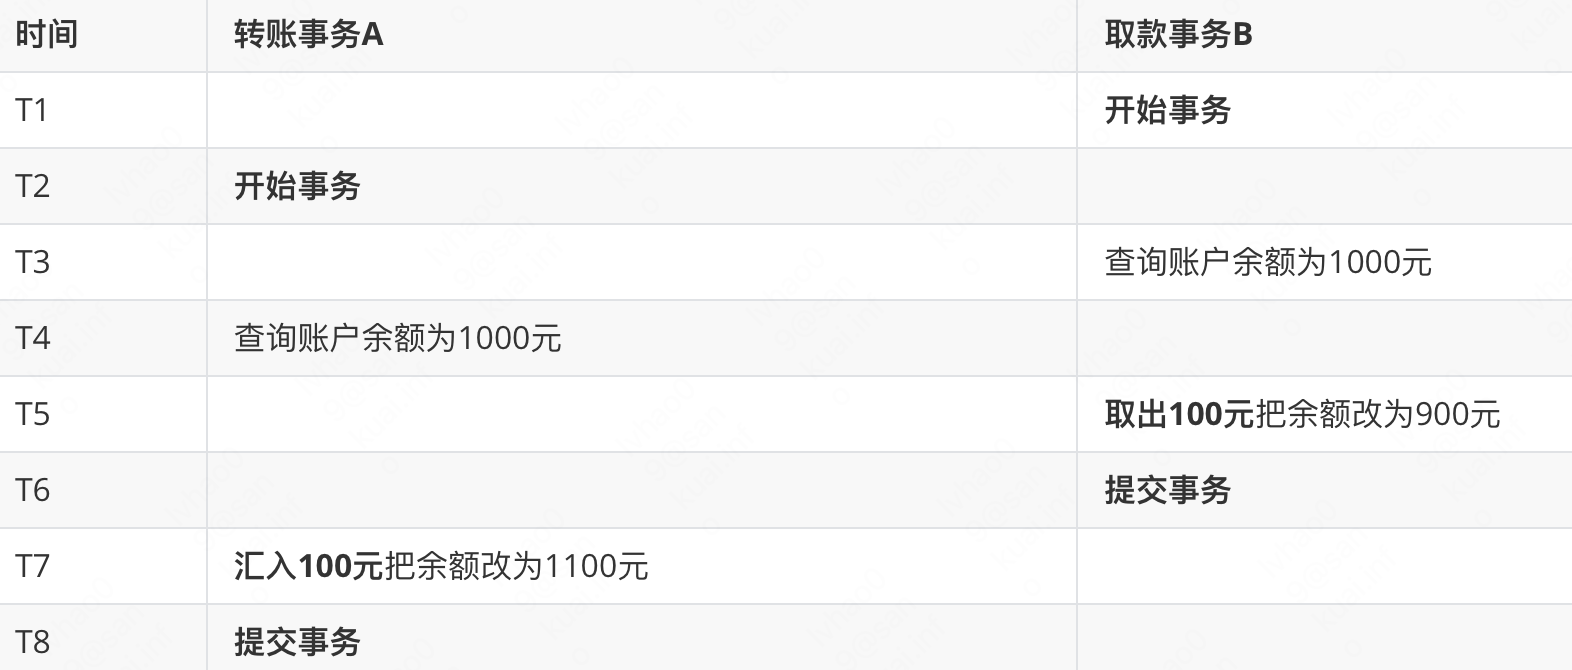 时间 转账事务A 取款事务B
T1 开始事务
T2 开始事务
T3 查询账户余额为1000元
T4 查询账户余额为1000元
T5 取出100元把余额改为900元
T6 提交事务
T7 汇入100元把余额改为1100元
T8 提交事务